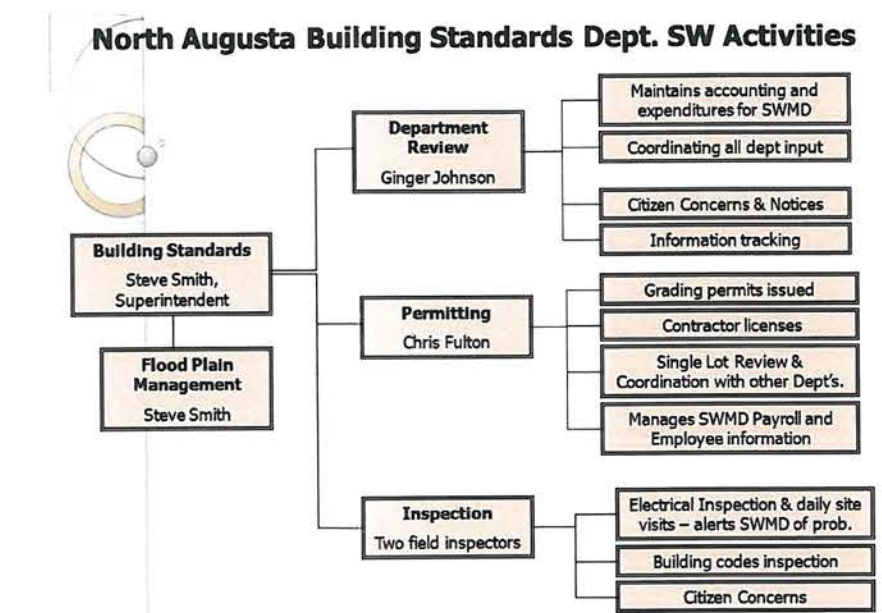 North Augusta Building Standards Dept. SW Activities
Building Standards
Steve Smith,
Superintendent
Flood Plain
Management
Steve Smith
Department
Review
Ginger Johnson
Maintains accounting and
expenditures for SWMD
Coordinating all dept input
Citizen Concerns & Notices
Information tracking
Permitting
Chris Fulton
Grading permits issued
Contractor licenses
Single Lot Review &
Coordination with other Dept's.
Manages SWMD Payroll and
Employee information
Inspection
Two field inspectors
Electrical Inspection & daily site
visits – alerts SWMD of prob.
Building codes inspection
Citizen Concerns